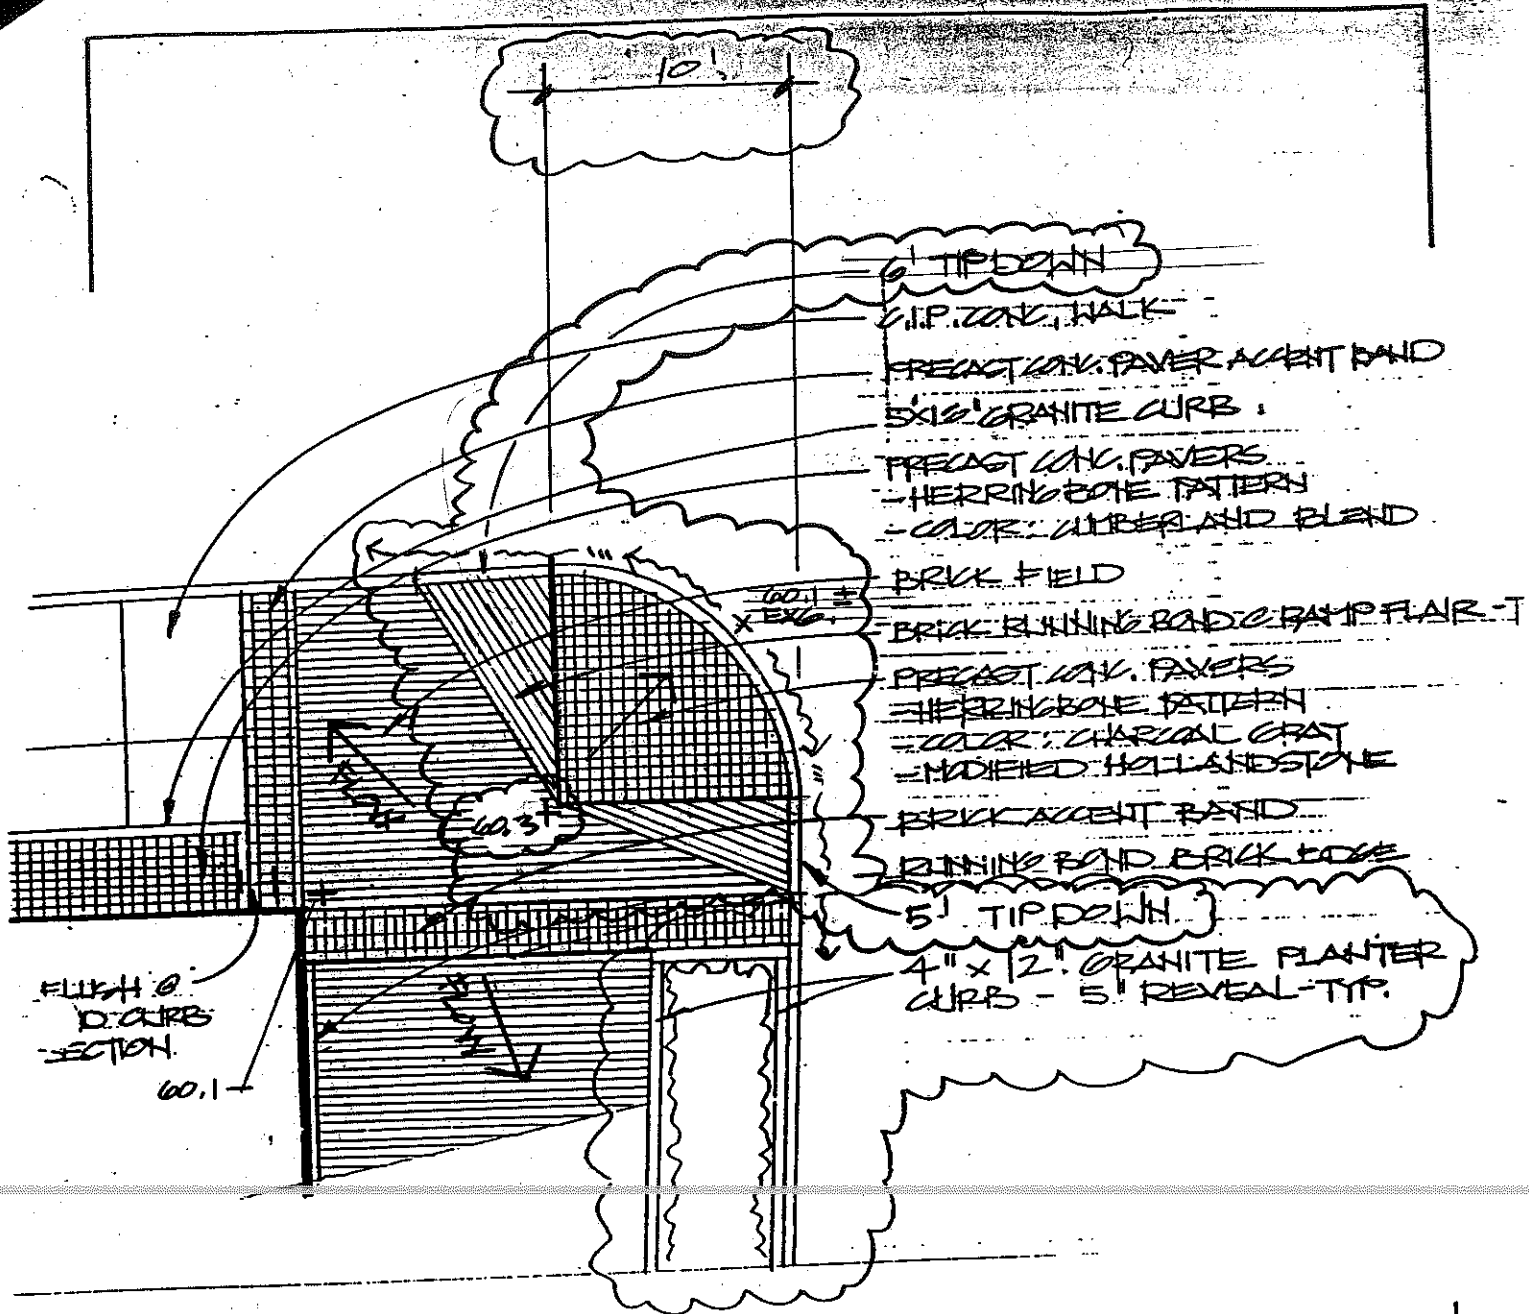 10'
6' TIPDOWN
C.I.P. CONC. WALK
PRECAST CONC. PAVER ACCENT BAND
5X16" GRANITE CURB.
PRECAST CONC. PAVERS
-HERRINGBONE PATTERN
-COLOR: CUMBERLAND BLEND
BRICK FIELD
60.1 ±
EXG.
BRICK RUNNING BOND @ RAMP FLAIR-T
PRECAST CONC. PAVERS
-HERRINGBONE PATTERN
-COLOR: CHARCOAL GRAY
-MODIFIED HOLLANDSTONE
60.3+
BRICK ACCENT BAND
RUNNING BOND BRICK EDGE
5' TIPDOWN
4" x 12" GRANITE PLANTER
CURB - 5" REVEAL-TYP.
FLUSH @
D CURB
SECTION
60.1